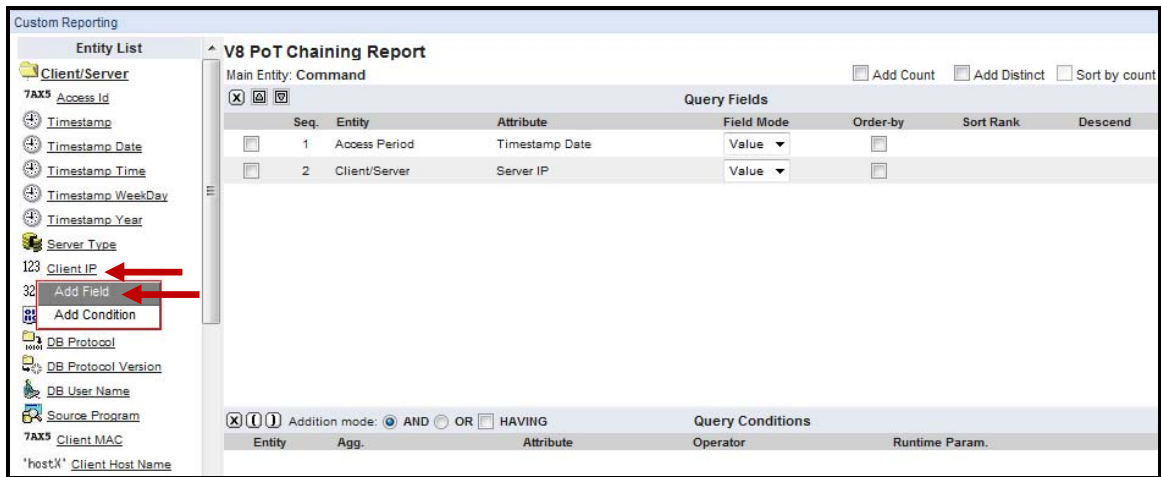 Custom Reporting
Entity List
Client/Server
7AX5 Access Id
Timestamp
Timestamp Date
Timestamp Time
Timestamp WeekDay
Timestamp Year
Server Type
123 Client IP
32
Add Field
Add Condition
DB Protocol
DB Protocol Version
DB User Name
Source Program
7AX5 Client MAC
"hostX" Client Host Name
V8 PoT Chaining Report
Main Entity: Command
Add Count Add Distinct Sort by count
Query Fields
Seq. Entity Attribute Field Mode Order-by Sort Rank Descend
1 Access Period Timestamp Date Value
2 Client/Server Server IP Value
X ( ) Addition mode: AND OR HAVING Query Conditions
Entity Agg. Attribute Operator Runtime Param.